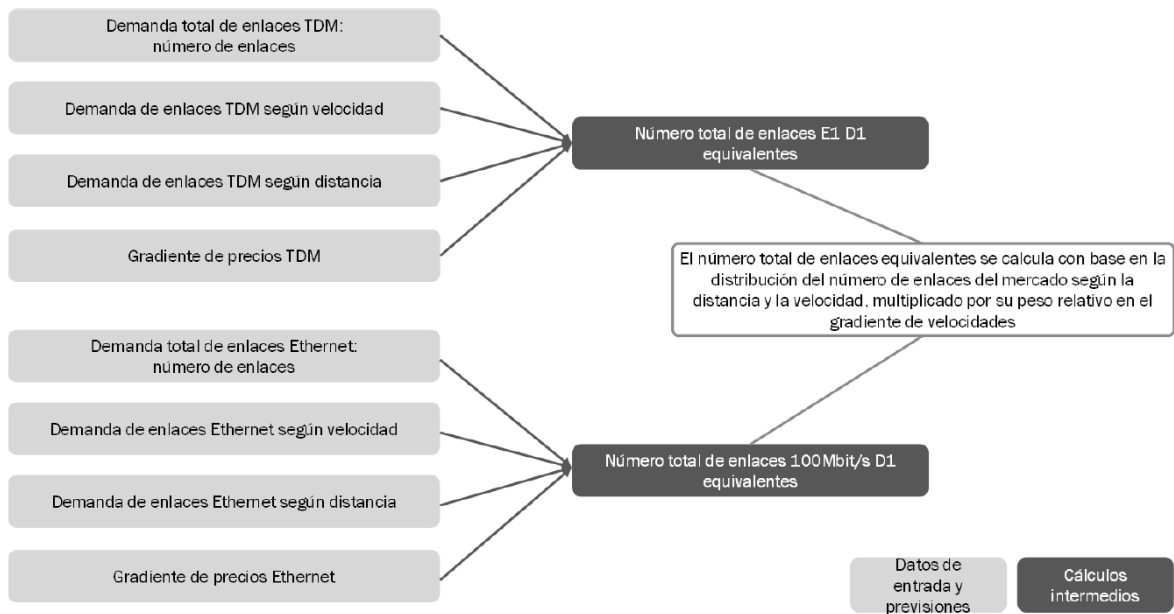 Demanda total de enlaces TDM:
número de enlaces
Demanda de enlaces TDM según velocidad
Demanda de enlaces TDM según distancia
Gradiente de precios TDM
Número total de enlaces E1 D1
equivalentes
El número total de enlaces equivalentes se calcula con base en la
distribución del número de enlaces del mercado según la
distancia y la velocidad, multiplicado por su peso relativo en el
gradiente de velocidades
Demanda total de enlaces Ethernet:
número de enlaces
Demanda de enlaces Ethernet según velocidad
Demanda de enlaces Ethernet según distancia
Gradiente de precios Ethernet
Número total de enlaces 100Mbit/s D1
equivalentes
Datos de
entrada y
previsiones
Cálculos
intermedios